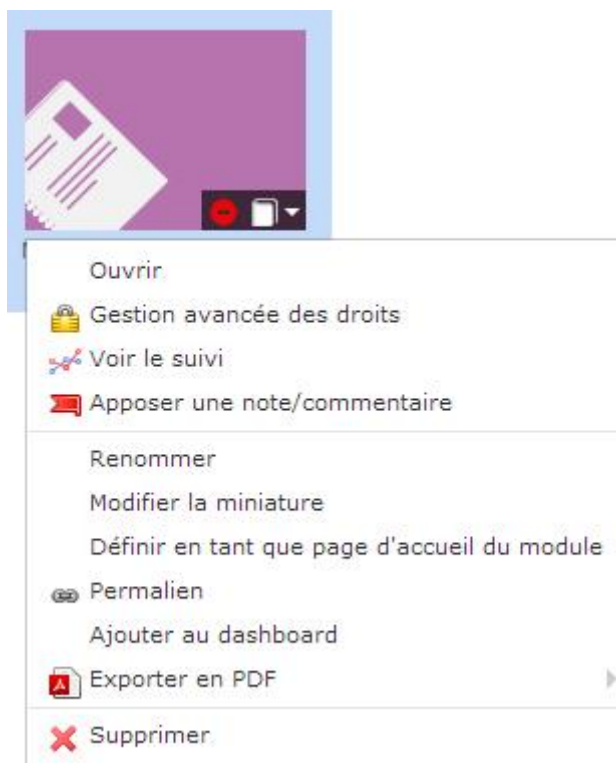 Ouvrir
Gestion avancée des droits
Voir le suivi
Apposer une note/commentaire
Renommer
Modifier la miniature
Définir en tant que page d'accueil du module
Permalien
Ajouter au dashboard
Exporter en PDF
Supprimer